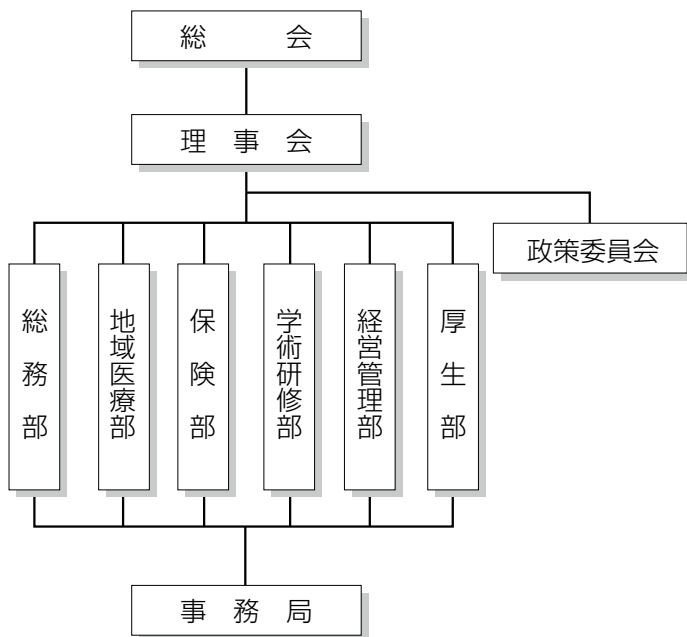 総会
理事会
政策委員会
総務部
地域医療部
保険部
学術研修部
経営管理部
厚生部
事務局